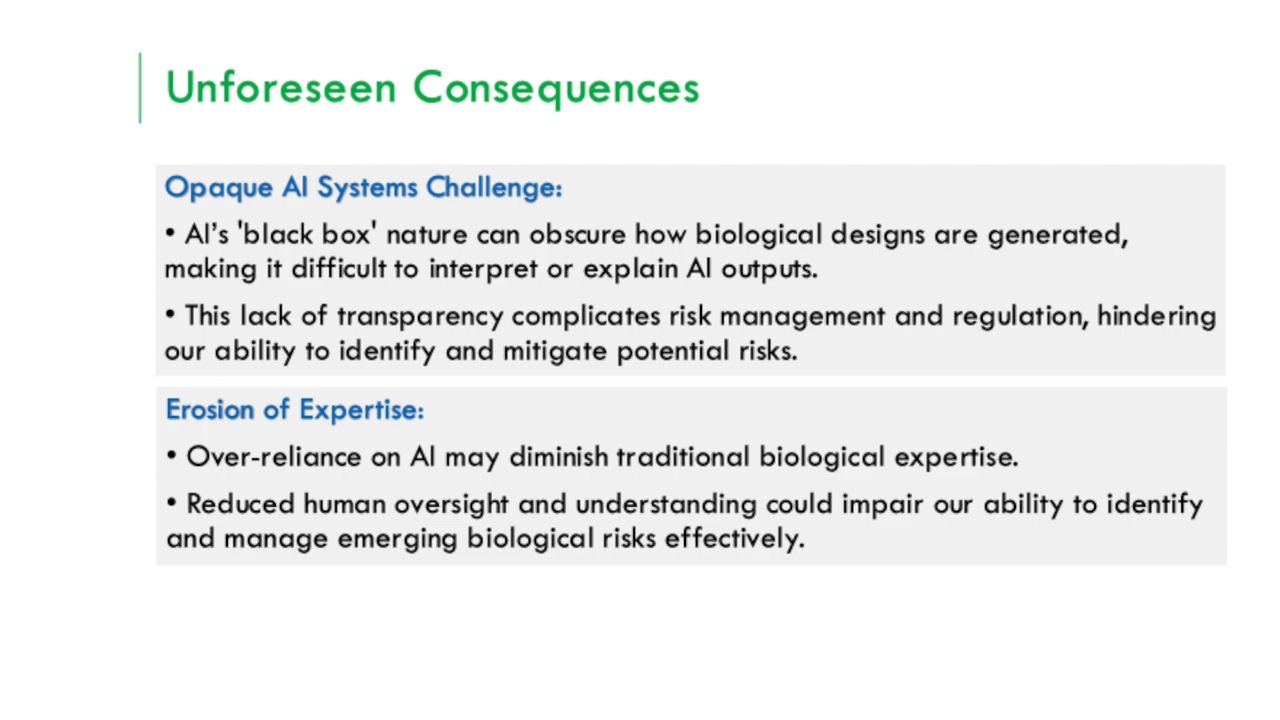 Unforeseen Consequences
Opaque AI Systems Challenge:
• AI’s 'black box' nature can obscure how biological designs are generated,
making it difficult to interpret or explain AI outputs.
• This lack of transparency complicates risk management and regulation, hindering
our ability to identify and mitigate potential risks.
Erosion of Expertise:
• Over-reliance on AI may diminish traditional biological expertise.
• Reduced human oversight and understanding could impair our ability to identify
and manage emerging biological risks effectively.